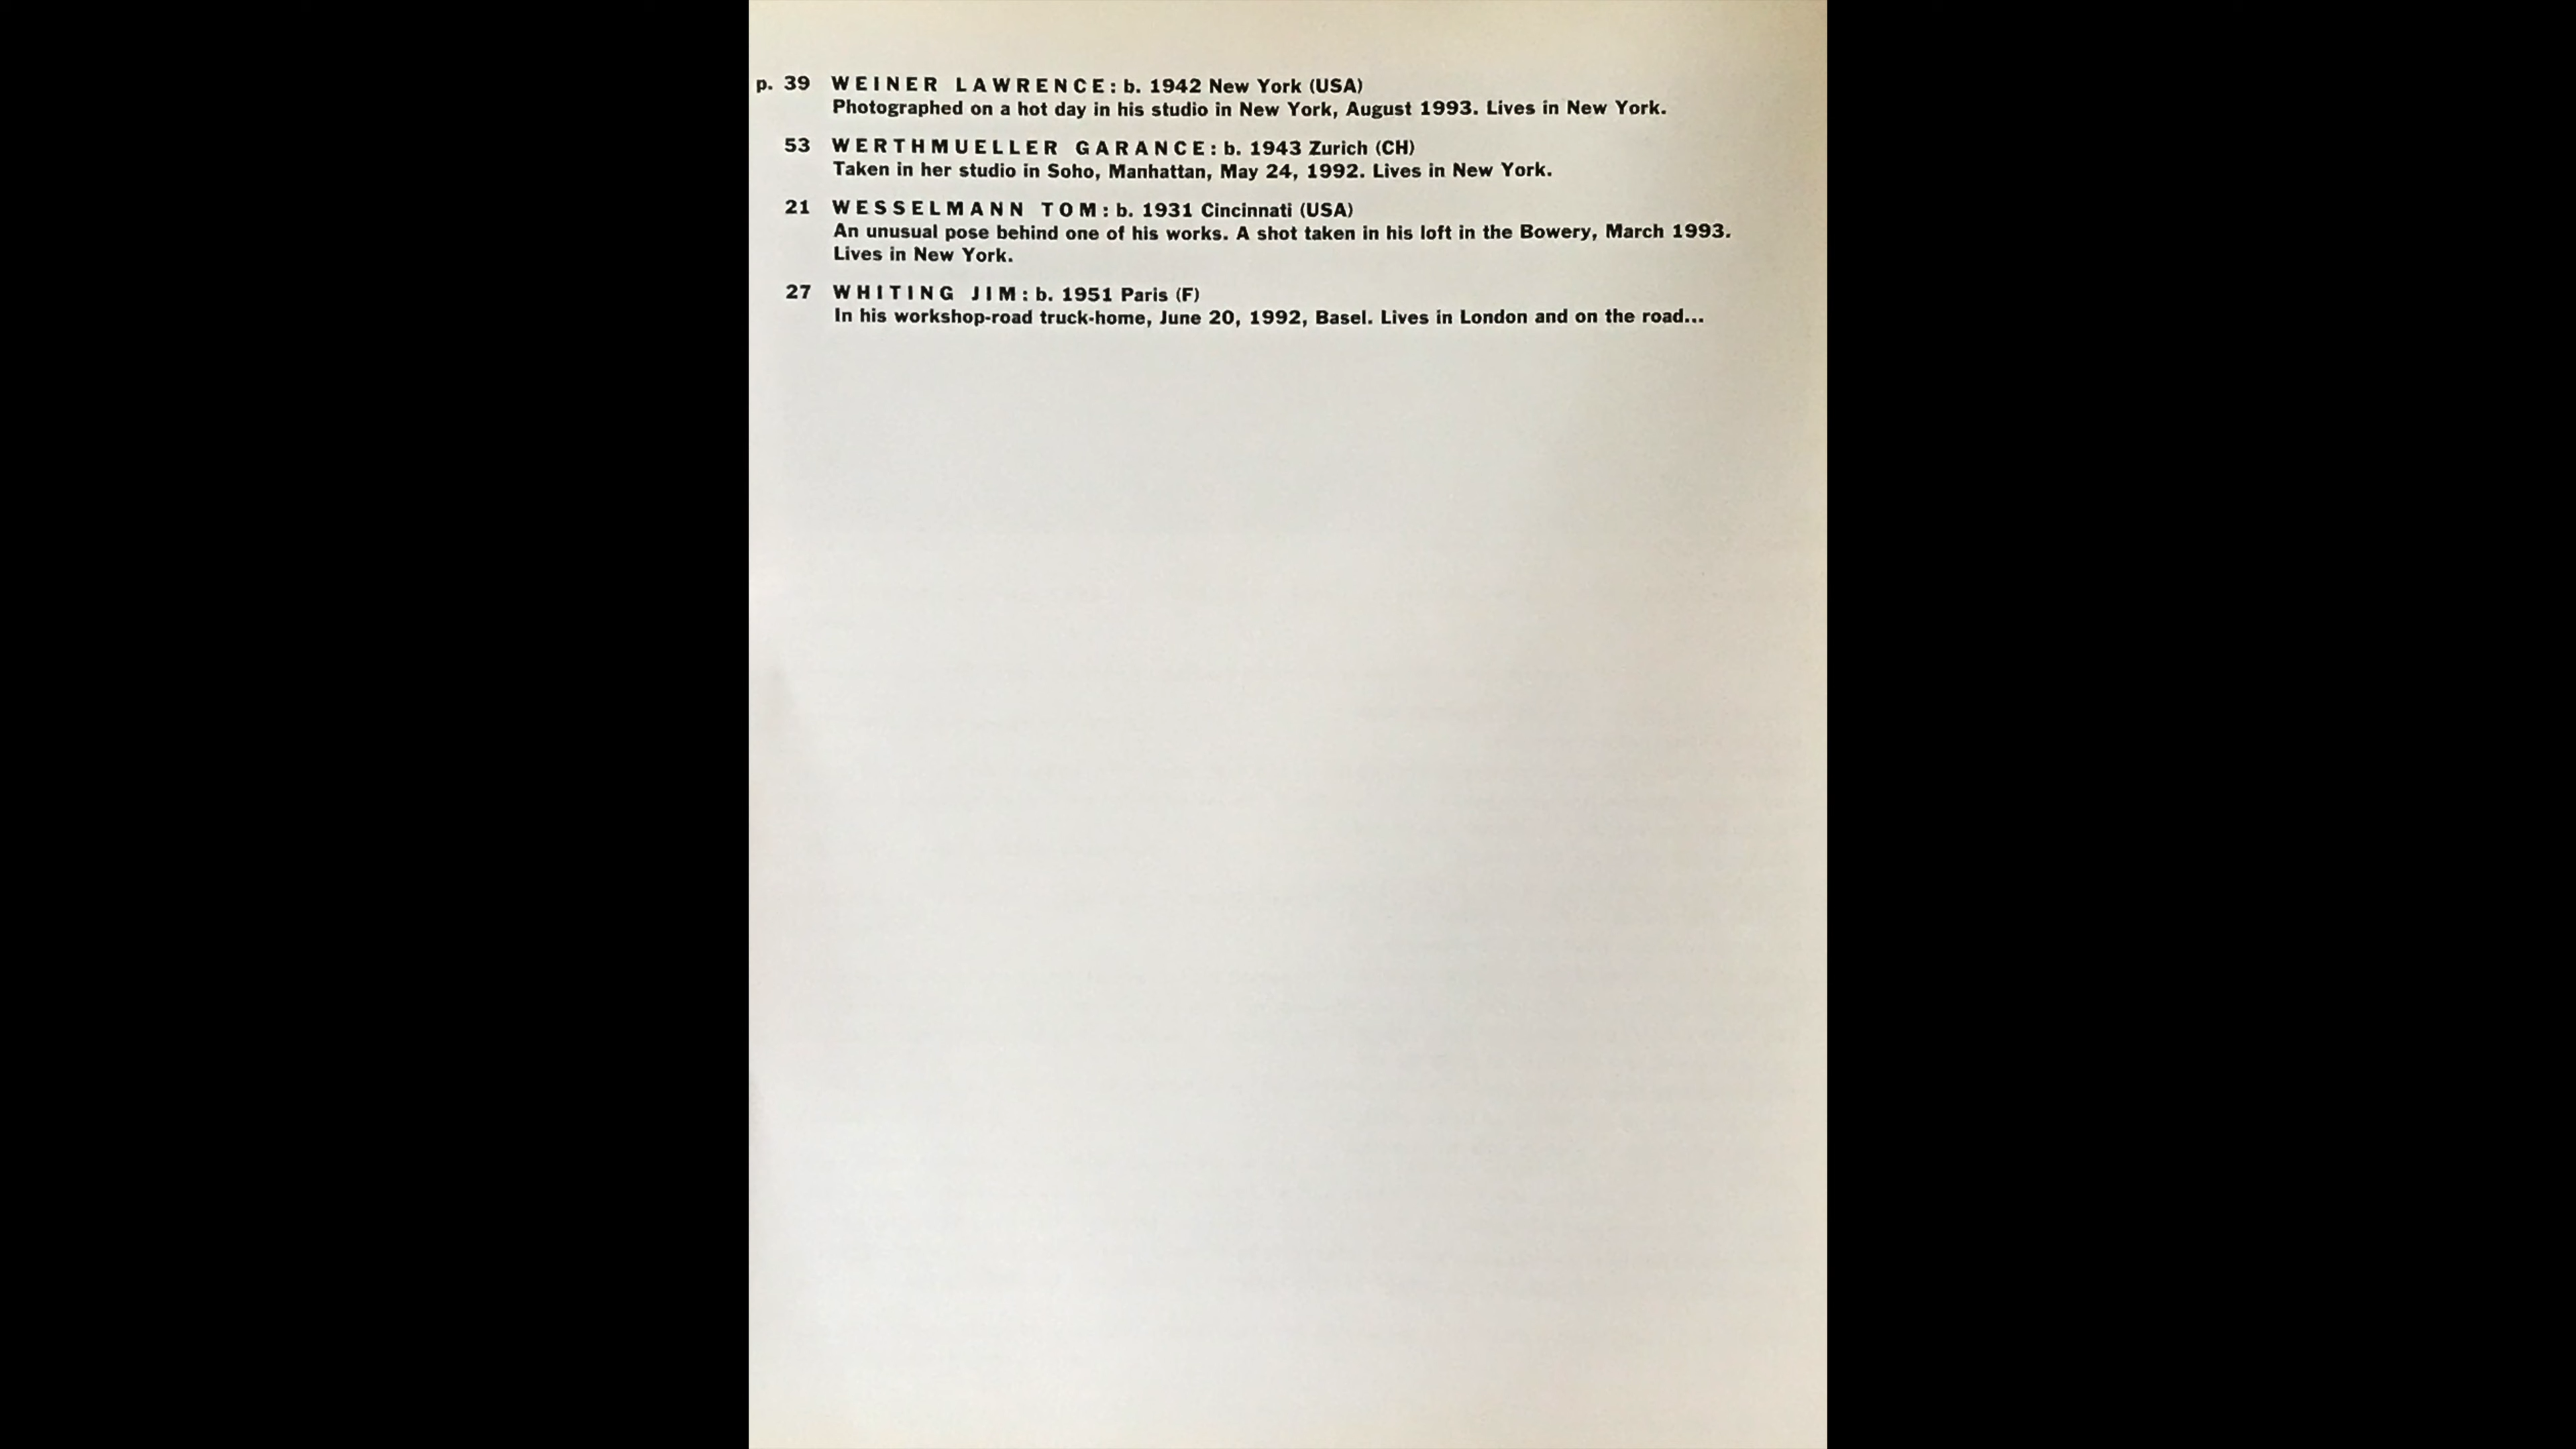 p. 39 WEINER LAWRENCE: b. 1942 New York (USA)
Photographed on a hot day in his studio in New York, August 1993. Lives in New York.
53 WERTHMUELLER GARANCE: b. 1943 Zurich (CH)
Taken in her studio in Soho, Manhattan, May 24, 1992. Lives in New York.
21 WESSELMANN TOM: b. 1931 Cincinnati (USA)
An unusual pose behind one of his works. A shot taken in his loft in the Bowery, March 1993.
Lives in New York.
27 WHITING JIM: b. 1951 Paris (F)
In his workshop-road truck-home, June 20, 1992, Basel. Lives in London and on the road...